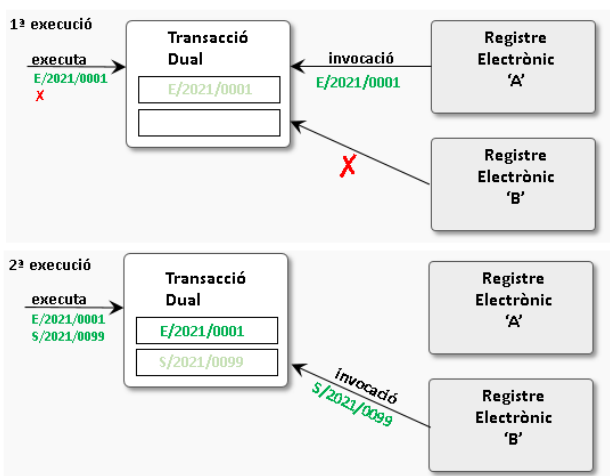 1ª execució
executa
E/2021/0001
X
Transacció
Dual
E/2021/0001
invocació
E/2021/0001
X
Registre
Electrònic
‘A’
Registre
Electrònic
‘B’
2ª execució
executa
E/2021/0001
S/2021/0099
Transacció
Dual
E/2021/0001
S/2021/0099
invocació
S/2021/0099
Registre
Electrònic
‘A’
Registre
Electrònic
‘B’